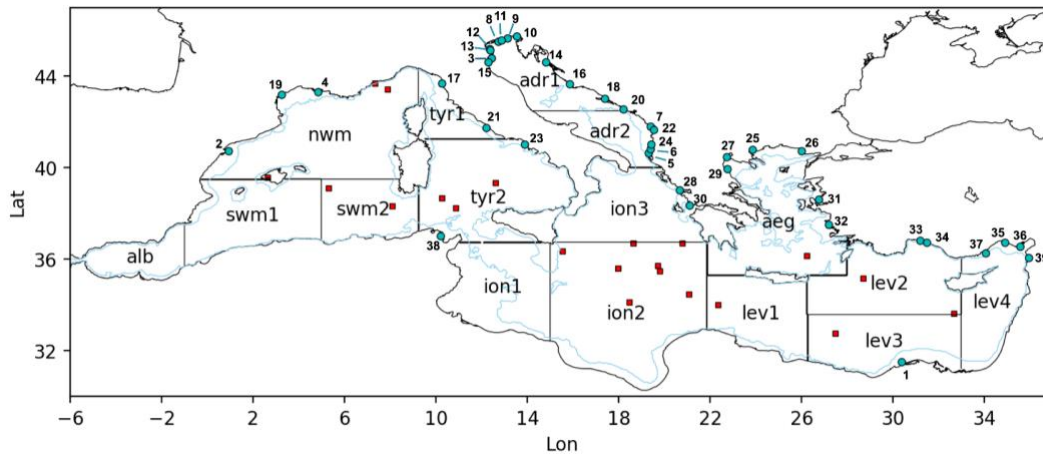 8 11 9
12 10
13
3 14
15 adr1 16
44
19 4 17 18
nwm tyr1 20
adr2 7
2 21 22 25 26
23 24 27
6
40 5 29
swm1 swm2 tyr2 28
ion3 30 31
aeg 32
alb 38 33 34 35 36
37 39
36
ion1 lev2
ion2 lev1 lev4
lev3
32 1
Lat
−6 −2 2 6 10 14 18 22 26 30 34
Lon